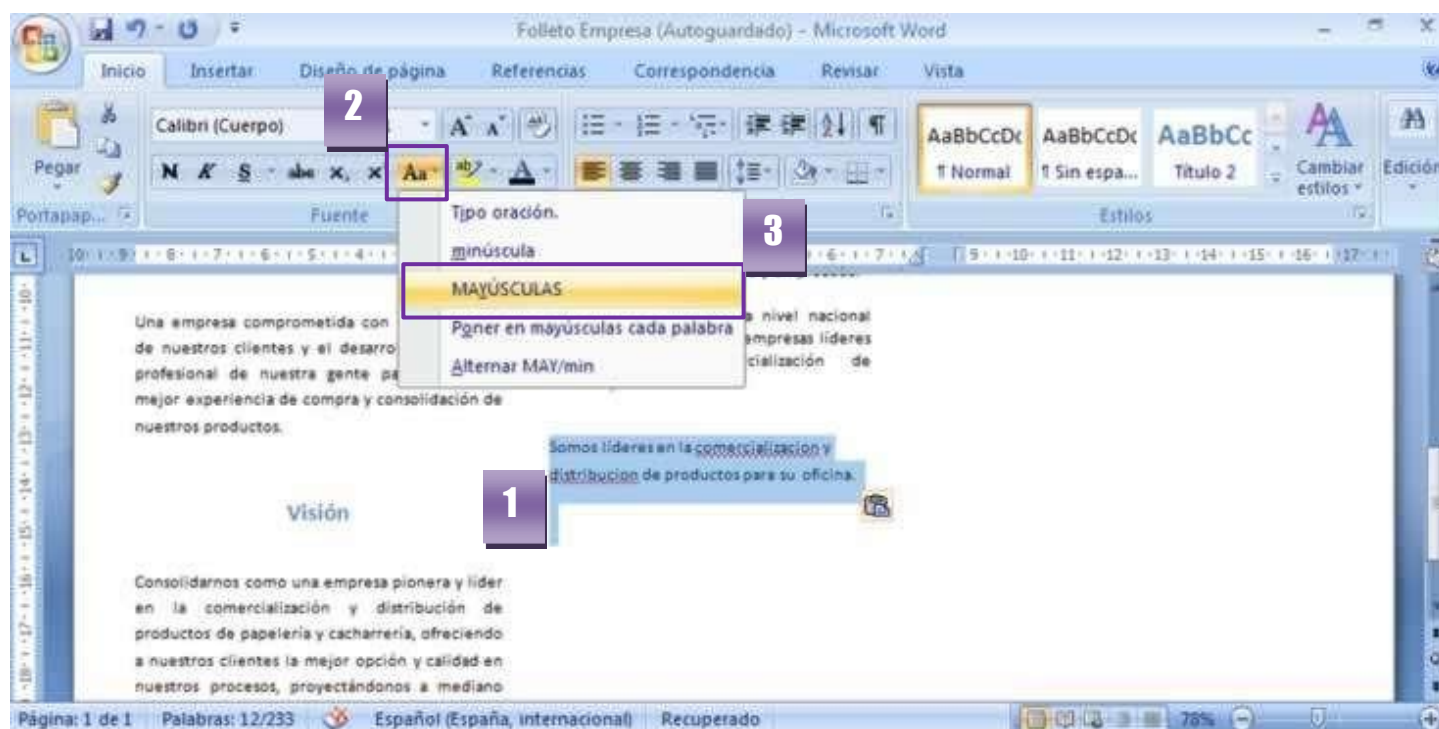 Folleto Empresa (Autoguardado) - Microsoft Word
Inicio Insertar Diseño de página Referencias Correspondencia Revisar Vista
2
Calibri (Cuerpo)
Pegar
N K S abc x, x Aa ab A
AaBbCcDc AaBbCcDc AaBbCc
¶ Normal ¶ Sin espa... Título 2
Cambiar estilos
Edición
Portapap... Fuente Estilos
Tipo oración.
minúscula
MAYÚSCULAS
Poner en mayúsculas cada palabra
Alternar MAY/min
3
Una empresa comprometida con
de nuestros clientes y el desarro
profesional de nuestra gente pa
mejor experiencia de compra y consolidación de
nuestros productos.
Visión
Consolidarnos como una empresa pionera y líder
en la comercialización y distribución de
productos de papelería y cacharrería, ofreciendo
a nuestros clientes la mejor opción y calidad en
nuestros procesos, proyectándonos a mediano
a nivel nacional
empresas líderes
cialización de
1
Somos líderes en la comercializacion y
distribucion de productos para su oficina.
Página: 1 de 1 Palabras: 12/233 Español (España, internacional) Recuperado 78%